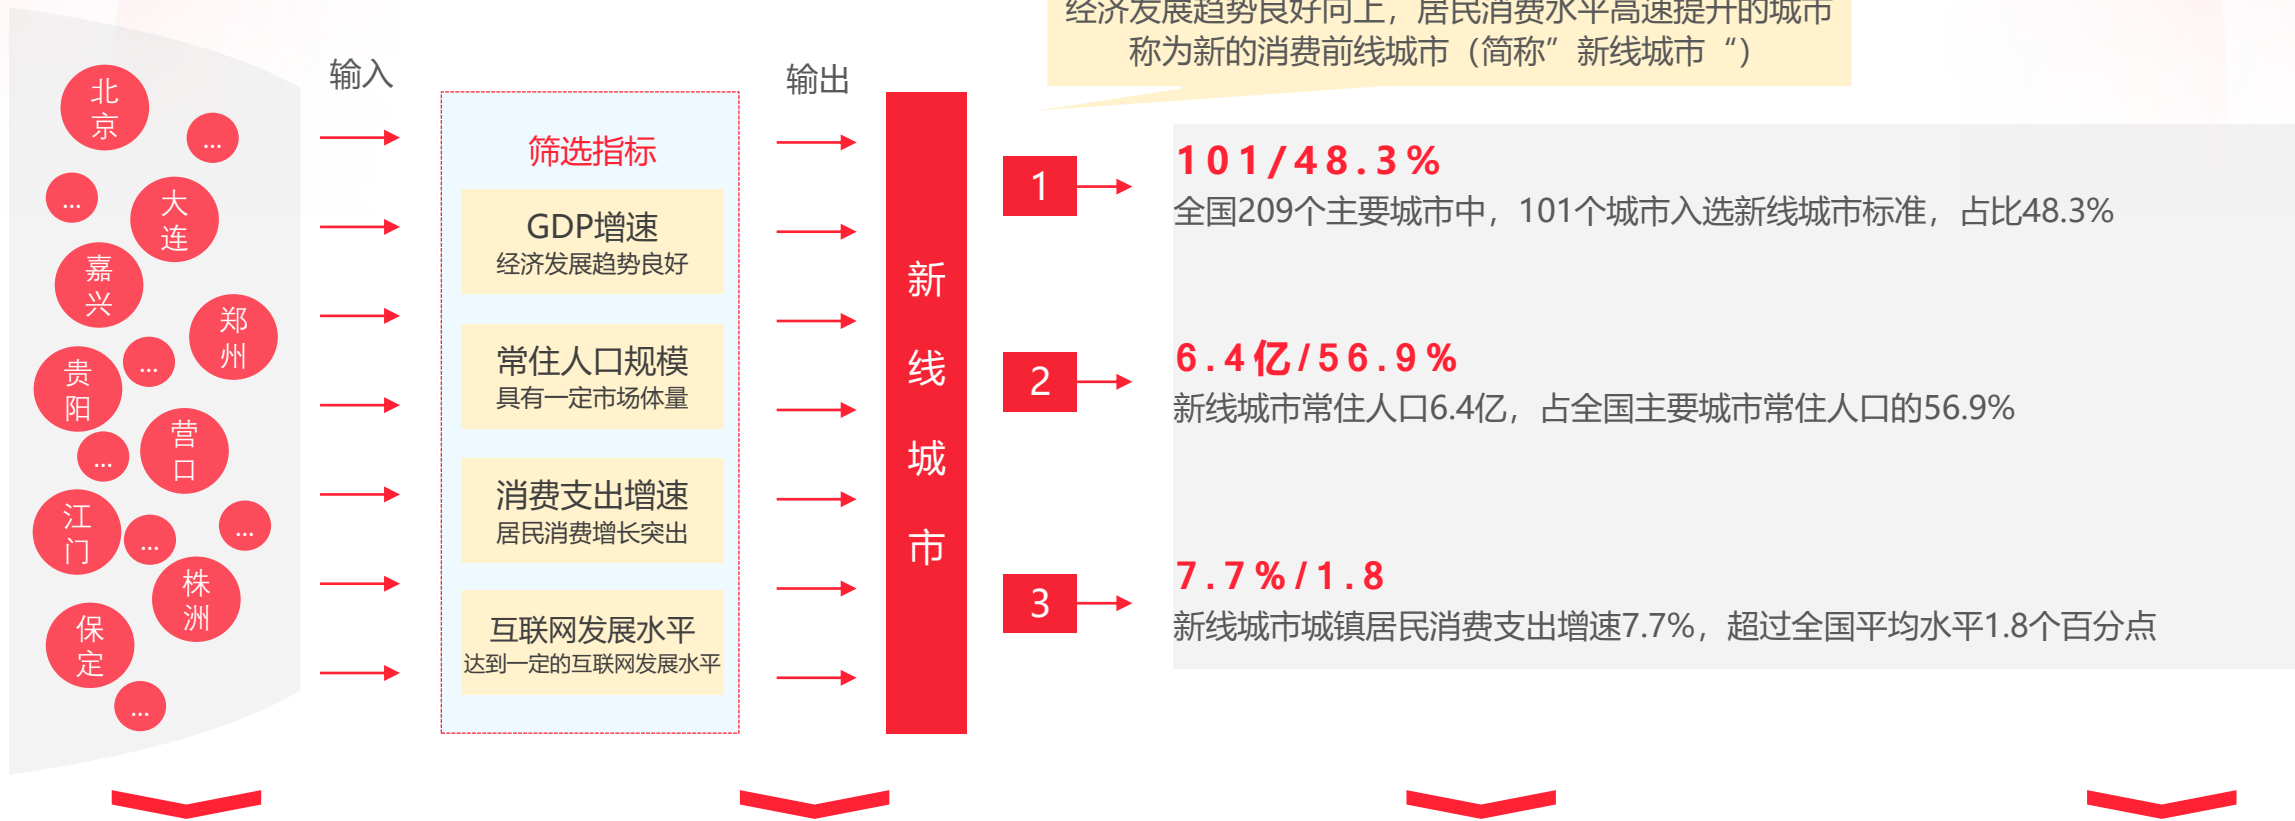 经济发展趋势良好向上，居民消费水平高速提升的城市
称为新的消费前线城市（简称”新线城市“）
输入
输出
北
京
...
...
大
连
嘉
兴
郑
州
...
贵
阳
营
口
...
江
门
...
...
株
洲
保
定
...
筛选指标
GDP增速
经济发展趋势良好
常住人口规模
具有一定市场体量
消费支出增速
居民消费增长突出
互联网发展水平
达到一定的互联网发展水平
新
线
城
市
1
101/48.3%
全国209个主要城市中，101个城市入选新线城市标准，占比48.3%
2
6.4亿/56.9%
新线城市常住人口6.4亿，占全国主要城市常住人口的56.9%
3
7.7%/1.8
新线城市城镇居民消费支出增速7.7%，超过全国平均水平1.8个百分点